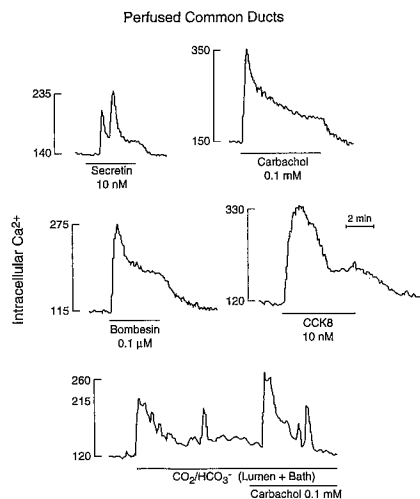 Perfused Common Ducts
Intracellular Ca2+
235
140
Secretin
10 nM
350
150
Carbachol
0.1 mM
275
115
Bombesin
0.1 µM
330
120
2 min
CCK8
10 nM
260
215
120
CO2/HCO3- (Lumen + Bath)
Carbachol 0.1 mM